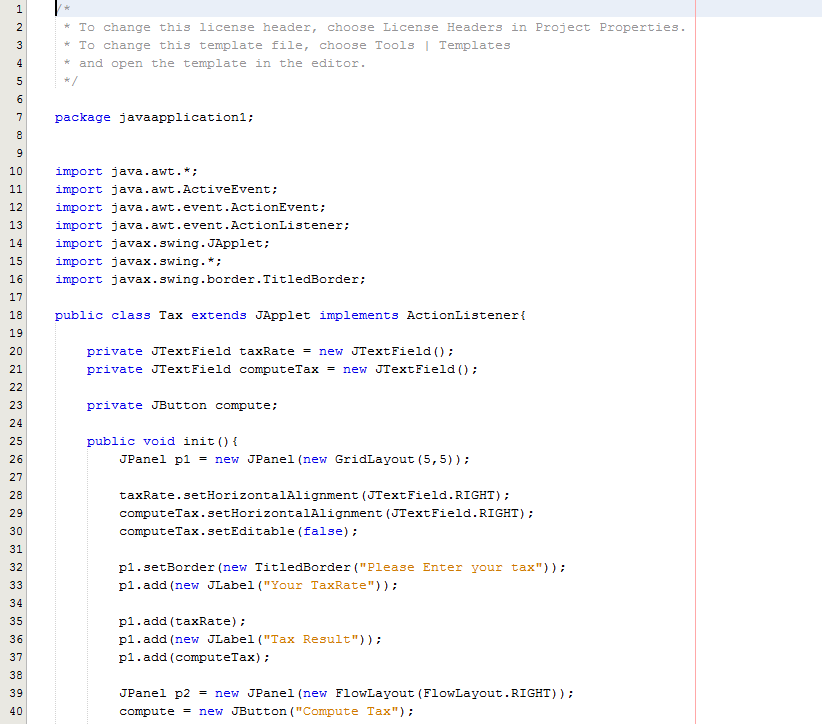 1 /*
2 * To change this license header, choose License Headers in Project Properties.
3 * To change this template file, choose Tools | Templates
4 * and open the template in the editor.
5 */
6
7 package javaapplication1;
8
9
10 import java.awt.*;
11 import java.awt.ActiveEvent;
12 import java.awt.event.ActionEvent;
13 import java.awt.event.ActionListener;
14 import javax.swing.JApplet;
15 import javax.swing.*;
16 import javax.swing.border.TitledBorder;
17
18 public class Tax extends JApplet implements ActionListener{
19
20 private JTextField taxRate = new JTextField();
21 private JTextField computeTax = new JTextField();
22
23 private JButton compute;
24
25 public void init(){
26 JPanel p1 = new JPanel(new GridLayout(5,5));
27
28 taxRate.setHorizontalAlignment(JTextField.RIGHT);
29 computeTax.setHorizontalAlignment(JTextField.RIGHT);
30 computeTax.setEditable(false);
31
32 p1.setBorder(new TitledBorder("Please Enter your tax"));
33 p1.add(new JLabel("Your TaxRate"));
34
35 p1.add(taxRate);
36 p1.add(new JLabel("Tax Result"));
37 p1.add(computeTax);
38
39 JPanel p2 = new JPanel(new FlowLayout(FlowLayout.RIGHT));
40 compute = new JButton("Compute Tax");